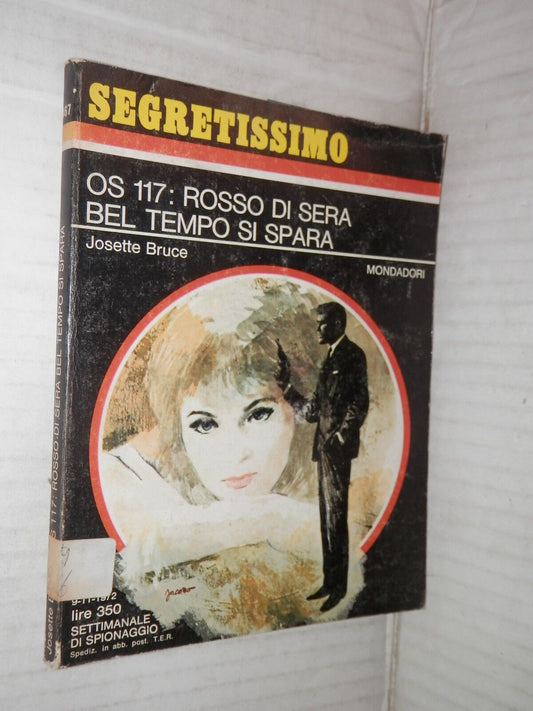 SEGRETISSIMO
OS 117: ROSSO DI SERA
BEL TEMPO SI SPARA
Josette Bruce
MONDADORI
Jacono
9-11-1972
lire 350
SETTIMANALE
DI SPIONAGGIO
Spediz. in abb. post. T.E.R.
OS 117: ROSSO DI SERA BEL TEMPO SI SPARA
Josette